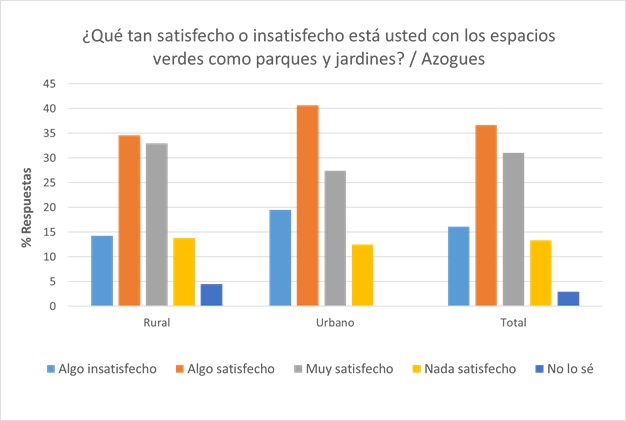 ¿Qué tan satisfecho o insatisfecho está usted con los espacios
verdes como parques y jardines? / Azogues
45
40
35
30
25
20
15
10
5
0
% Respuestas
Rural Urbano Total
Algo insatisfecho Algo satisfecho Muy satisfecho Nada satisfecho No lo sé